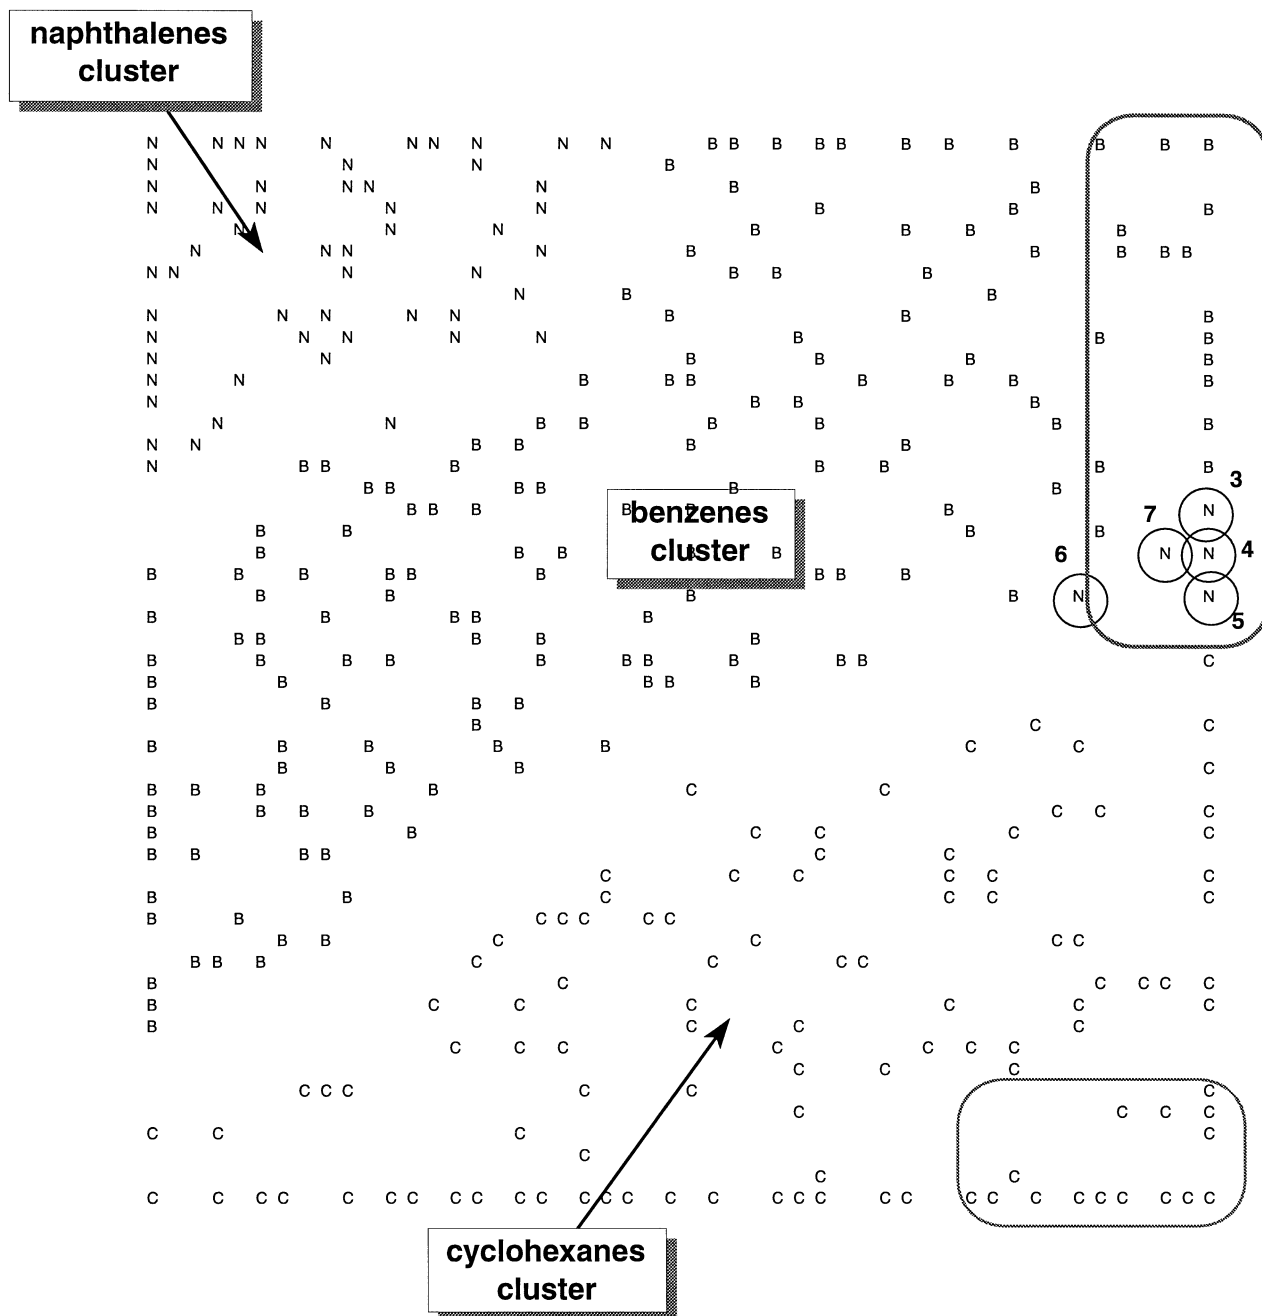 naphthalenes
cluster
N N N N N N N N N N B B B B B B B B B B B
N N N B
N N N N N B B
N N N N N B B B
N N N B B B B
N N N N B B B B B
N N N N B B B
N B B
N N N N N B B B
N N N N N B B B
N N B B B B
N N B B B B B B B
N B B B
N N B B B B B B
N N B B B B
N B B B B B B B
B B B B B B 3
B B B B B B N
7
B B B B
benzenes
cluster
B B B B B N N 4
6
B B B B B B B B B
B B B B N N
B B B B B 5
B B B B B
B B B B B B B B B B C
B B B B B
B B B B
B C C
B B B B B C C
B B B C
B B B B C C
B B B B C C C
B B C C C C
B B B B C C
C C C C C C
B B C C C C
B B C C C C C
B B C C C C
B B B C C C C
B C C C C C
B C C C C C C
B C C C
C C C C C C C
C C C
C C C C C C
C C C C
C C C C
C
C C
C C C C C C C C C C C C C C C C C C C C C C C C C C C C C C
cyclohexanes
cluster